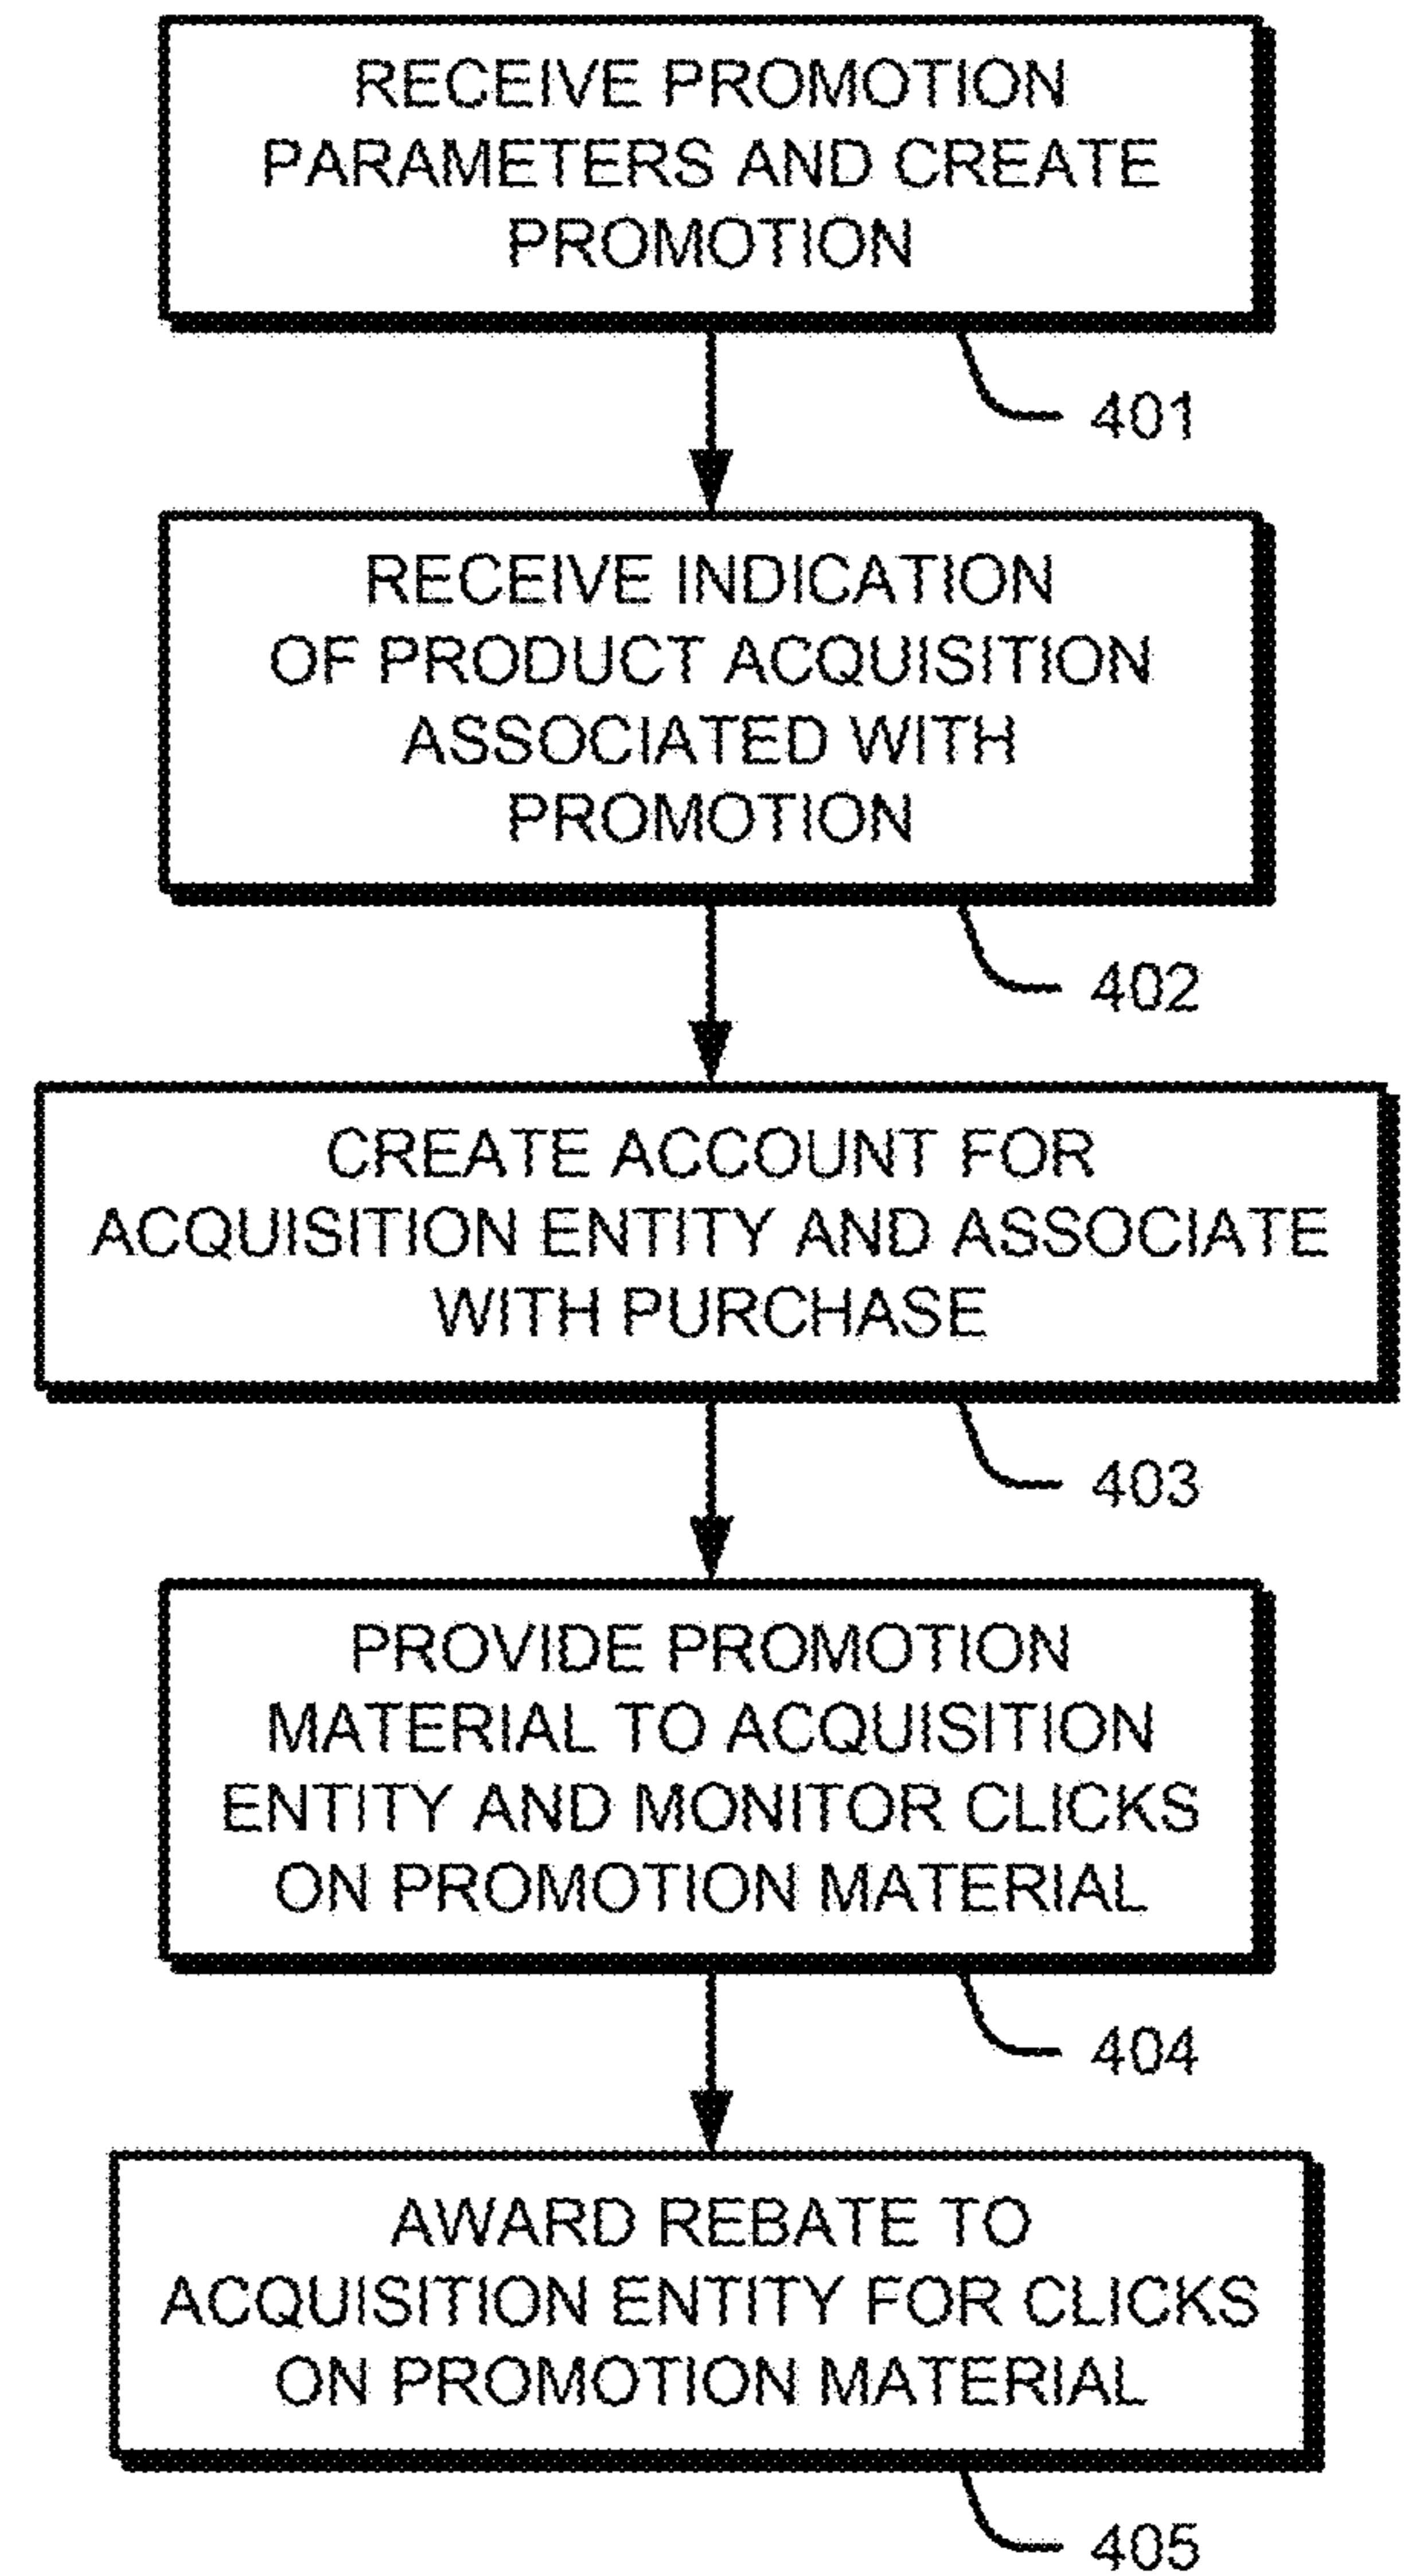 RECEIVE PROMOTION
PARAMETERS AND CREATE
PROMOTION
401
RECEIVE INDICATION
OF PRODUCT ACQUISITION
ASSOCIATED WITH
PROMOTION
402
CREATE ACCOUNT FOR
ACQUISITION ENTITY AND ASSOCIATE
WITH PURCHASE
403
PROVIDE PROMOTION
MATERIAL TO ACQUISITION
ENTITY AND MONITOR CLICKS
ON PROMOTION MATERIAL
404
AWARD REBATE TO
ACQUISITION ENTITY FOR CLICKS
ON PROMOTION MATERIAL
405